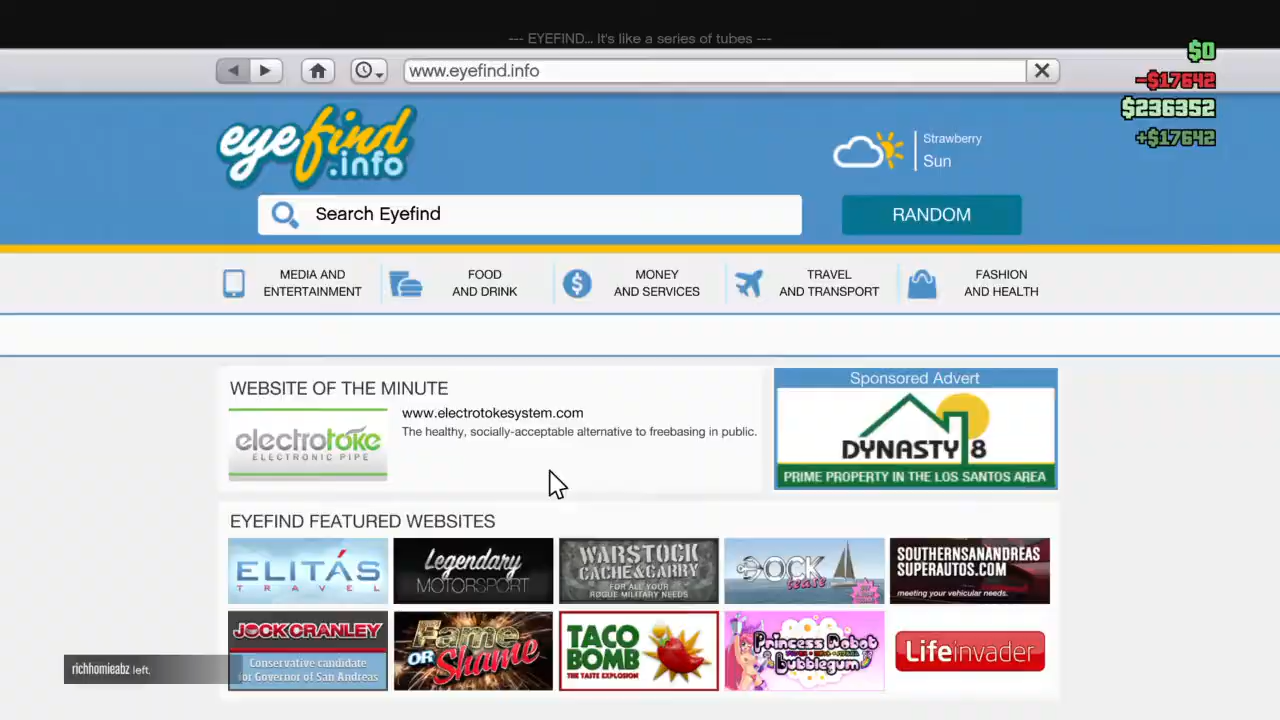 --- EYEFIND... It's like a series of tubes ---
www.eyefind.info
$0
-$17642
$236352
+$17642
eyefind
.info
Strawberry
Sun
Search Eyefind
RANDOM
MEDIA AND
ENTERTAINMENT
FOOD
AND DRINK
MONEY
AND SERVICES
TRAVEL
AND TRANSPORT
FASHION
AND HEALTH
WEBSITE OF THE MINUTE
electrotoke
ELECTRONIC PIPE
www.electrotokesystem.com
The healthy, socially-acceptable alternative to freebasing in public.
Sponsored Advert
DYNASTY 8
PRIME PROPERTY IN THE LOS SANTOS AREA
EYEFIND FEATURED WEBSITES
ELITÁS
TRAVEL
Legendary
MOTORSPORT
WARSTOCK
CACHE & CARRY
FOR ALL YOUR
ROGUE MILITARY NEEDS
DOCK
tease
SOUTHERNSANANDREAS
SUPERAUTOS.COM
meeting your vehicular needs.
JOCK CRANLEY
Conservative candidate
for Governor of San Andreas
Fame
OR Shame
TACO
BOMB
THE TASTE EXPLOSION
Princess Robot
Bubblegum
Lifeinvader
richhomieabz left.